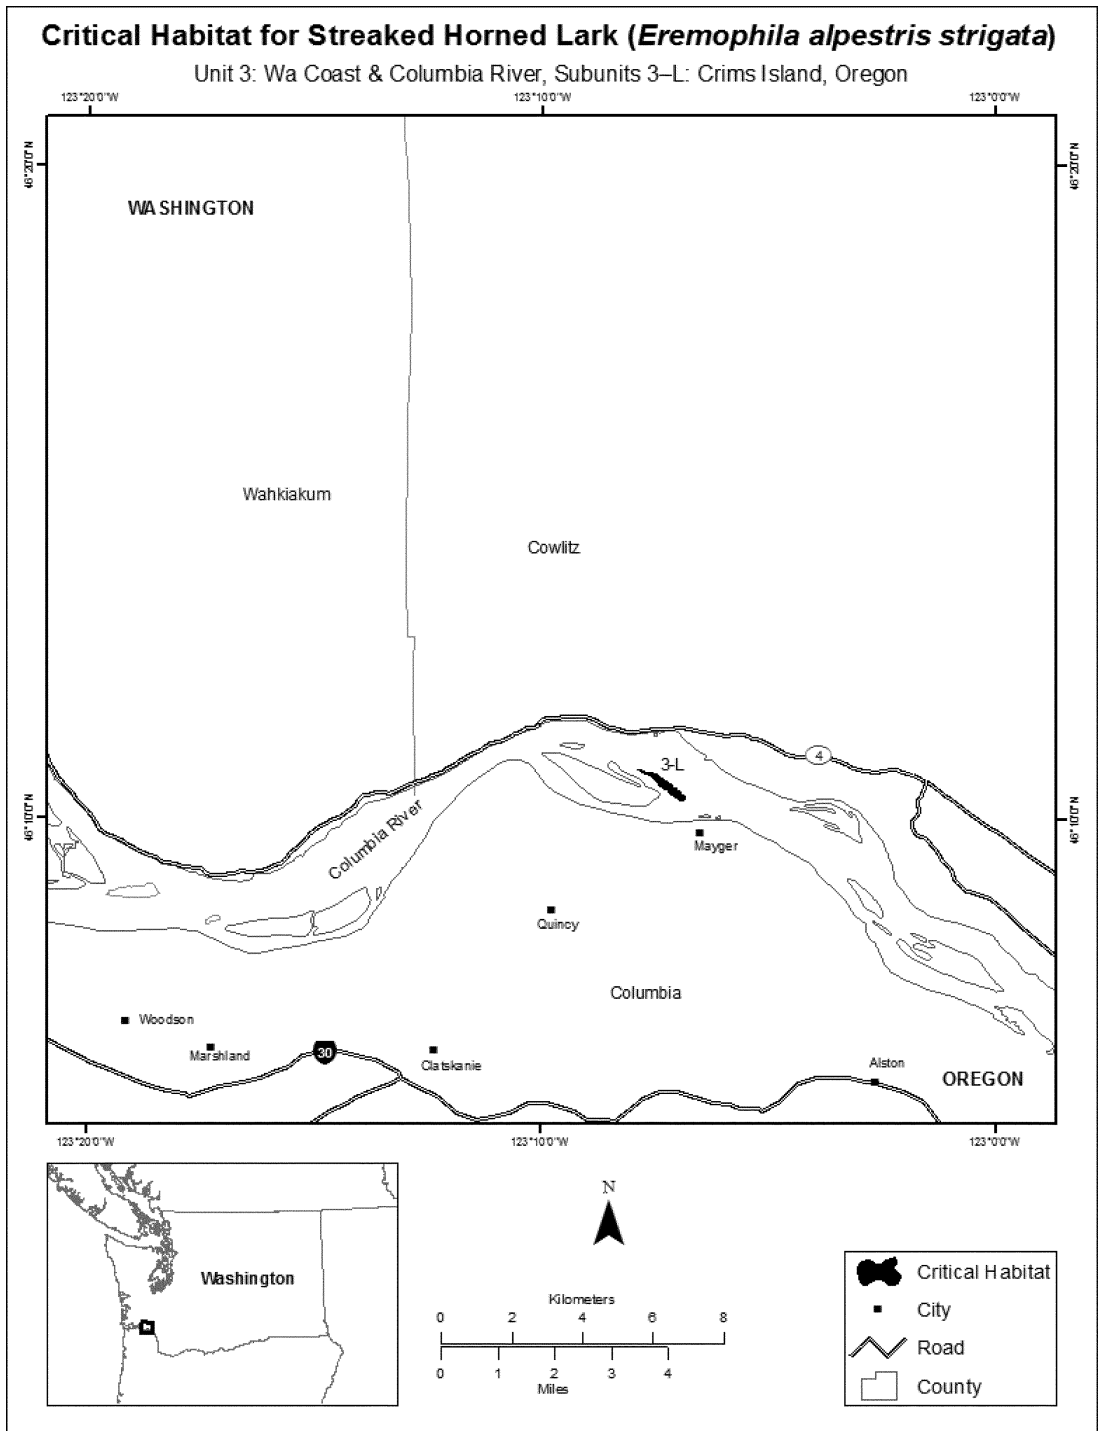 Critical Habitat for Streaked Horned Lark (Eremophila alpestris strigata)
Unit 3: Wa Coast & Columbia River, Subunits 3–L: Crims Island, Oregon
123°20'0"W
123°10'0"W
123°0'0"W
46°20'0"N
46°20'0"N
WASHINGTON
Wahkiakum
Cowlitz
4
3-L
46°10'0"N
46°10'0"N
Columbia River
Mayger
Quincy
Columbia
Woodson
Marshland
30
Clatskanie
Alston
OREGON
123°20'0"W
123°10'0"W
123°0'0"W
Washington
N
Kilometers
0 2 4 6 8
0 1 2 3 4
Miles
Critical Habitat
City
Road
County